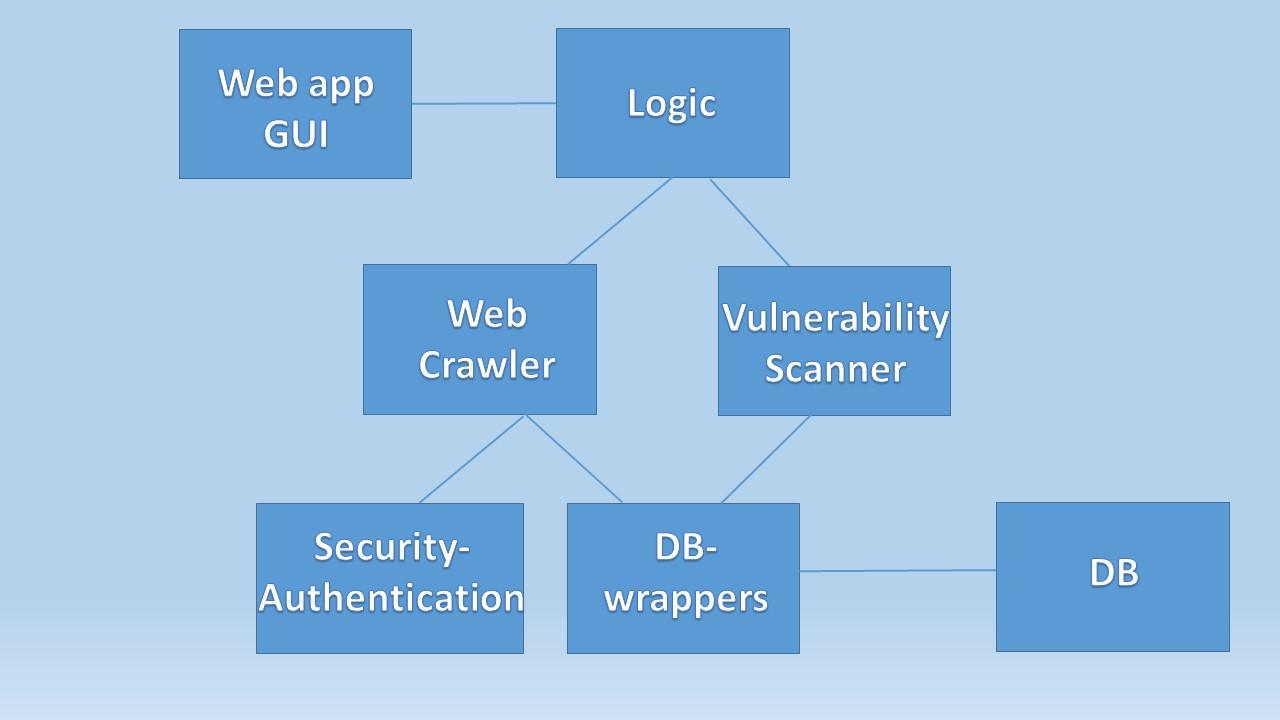 Web app
GUI
Logic
Web
Crawler
Vulnerability
Scanner
Security-
Authentication
DB-
wrappers
DB